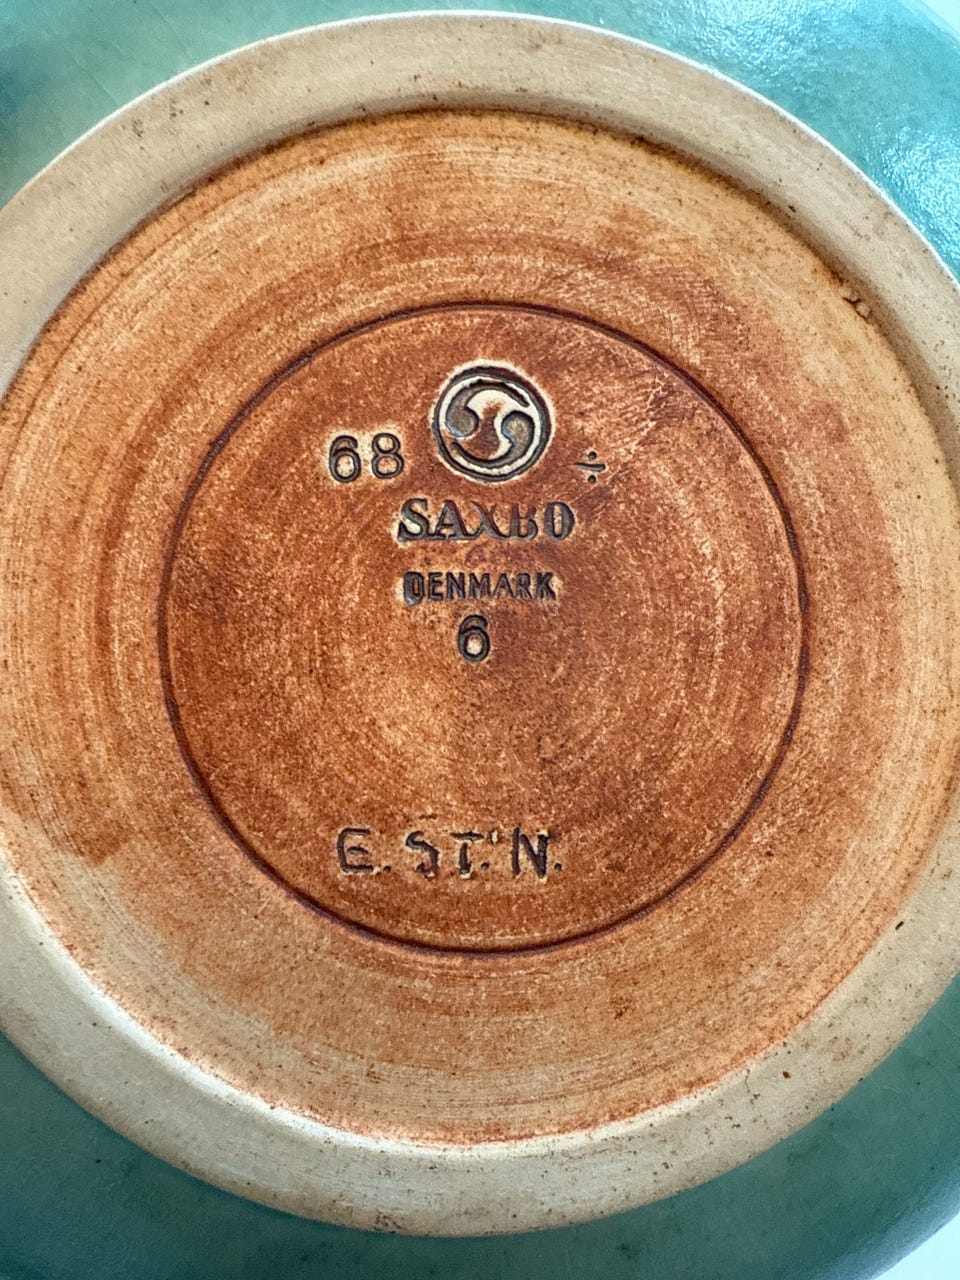 68 ÷
SAXBO
DENMARK
6
E.ST.N.